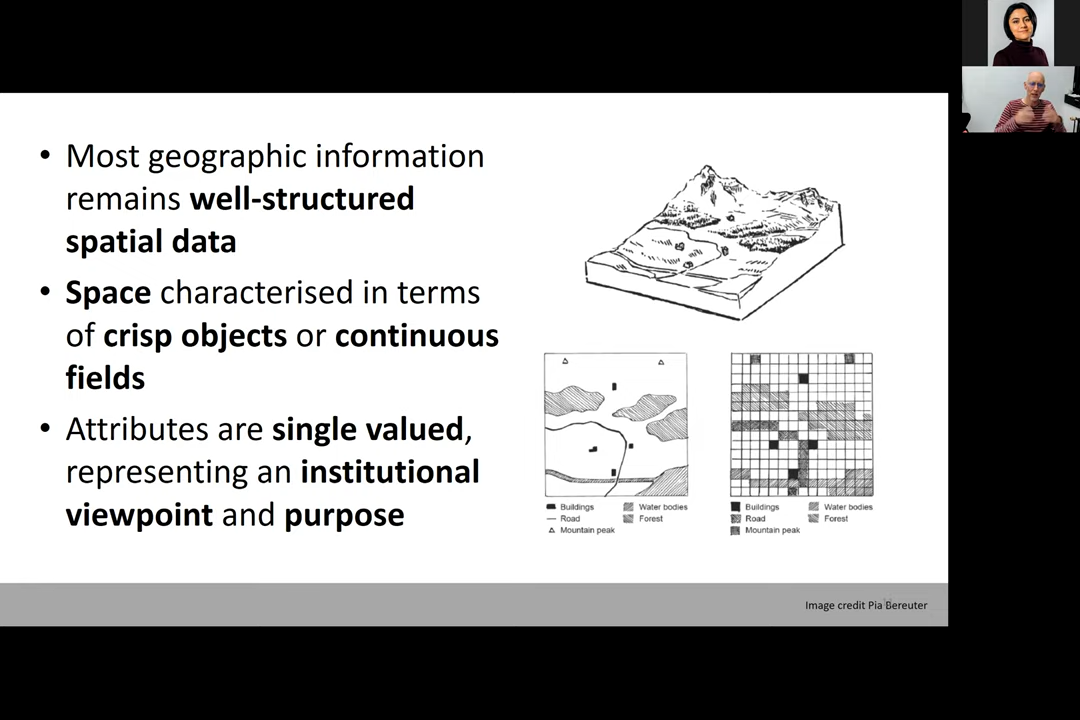 • Most geographic information
remains well-structured
spatial data
• Space characterised in terms
of crisp objects or continuous
fields
• Attributes are single valued,
representing an institutional
viewpoint and purpose
Buildings
Water bodies
Road
Forest
Mountain peak
Buildings
Water bodies
Road
Forest
Mountain peak
Image credit Pia Bereuter